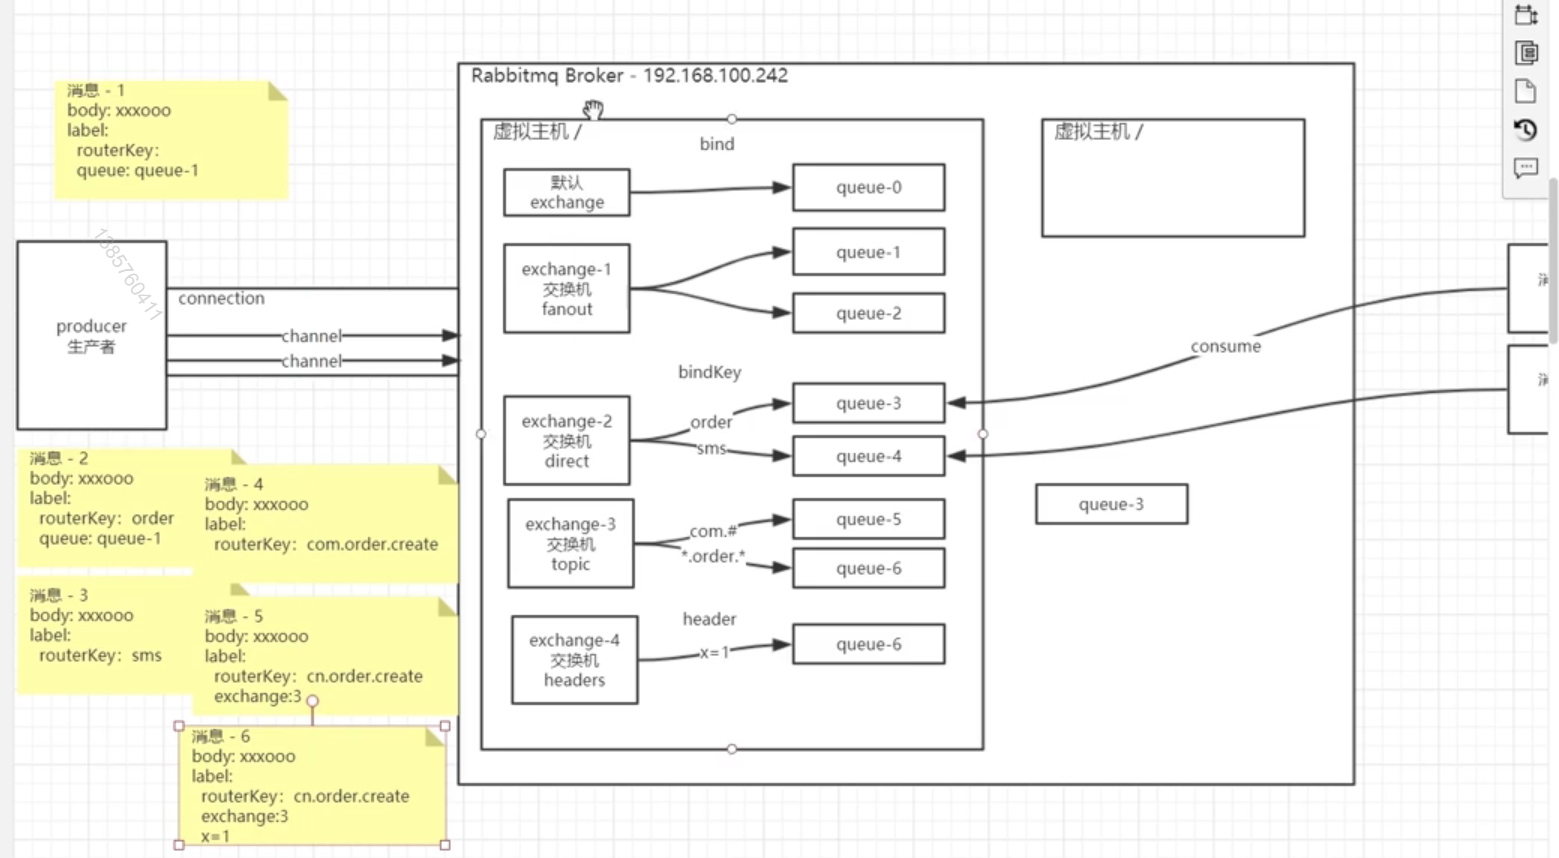 消息 - 1
body: xxxooo
label:
routerKey:
queue: queue-1
1385760411
producer
生产者
connection
channel
channel
消息 - 2
body: xxxooo
label:
routerKey: order
queue: queue-1
消息 - 3
body: xxxooo
label:
routerKey: sms
消息 - 4
body: xxxooo
label:
routerKey: com.order.create
消息 - 5
body: xxxooo
label:
routerKey: cn.order.create
exchange:3
消息 - 6
body: xxxooo
label:
routerKey: cn.order.create
exchange:3
x=1
Rabbitmq Broker - 192.168.100.242
虚拟主机 /
bind
默认
exchange
queue-0
exchange-1
交换机
fanout
queue-1
queue-2
bindKey
exchange-2
交换机
direct
order
sms
queue-3
queue-4
exchange-3
交换机
topic
com.#
*.order.*
queue-5
queue-6
header
exchange-4
交换机
headers
x=1
queue-6
虚拟主机 /
consume
queue-3